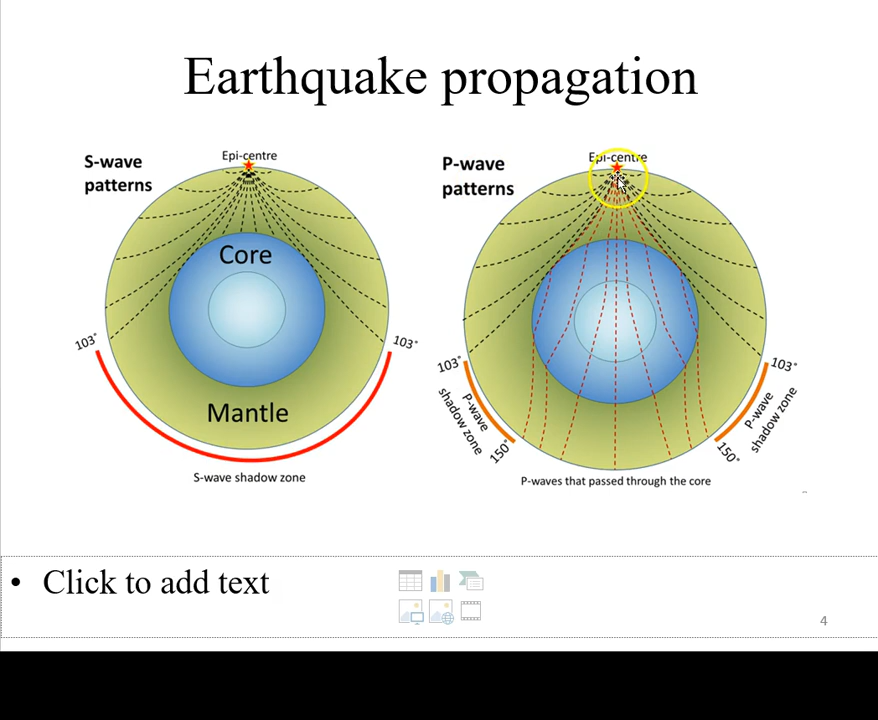 Earthquake propagation
S-wave
patterns
Epi-centre
Core
Mantle
103°
103°
S-wave shadow zone
P-wave
patterns
Epi-centre
103°
103°
P-wave
shadow zone
P-wave
shadow zone
150°
150°
P-waves that passed through the core
• Click to add text
4